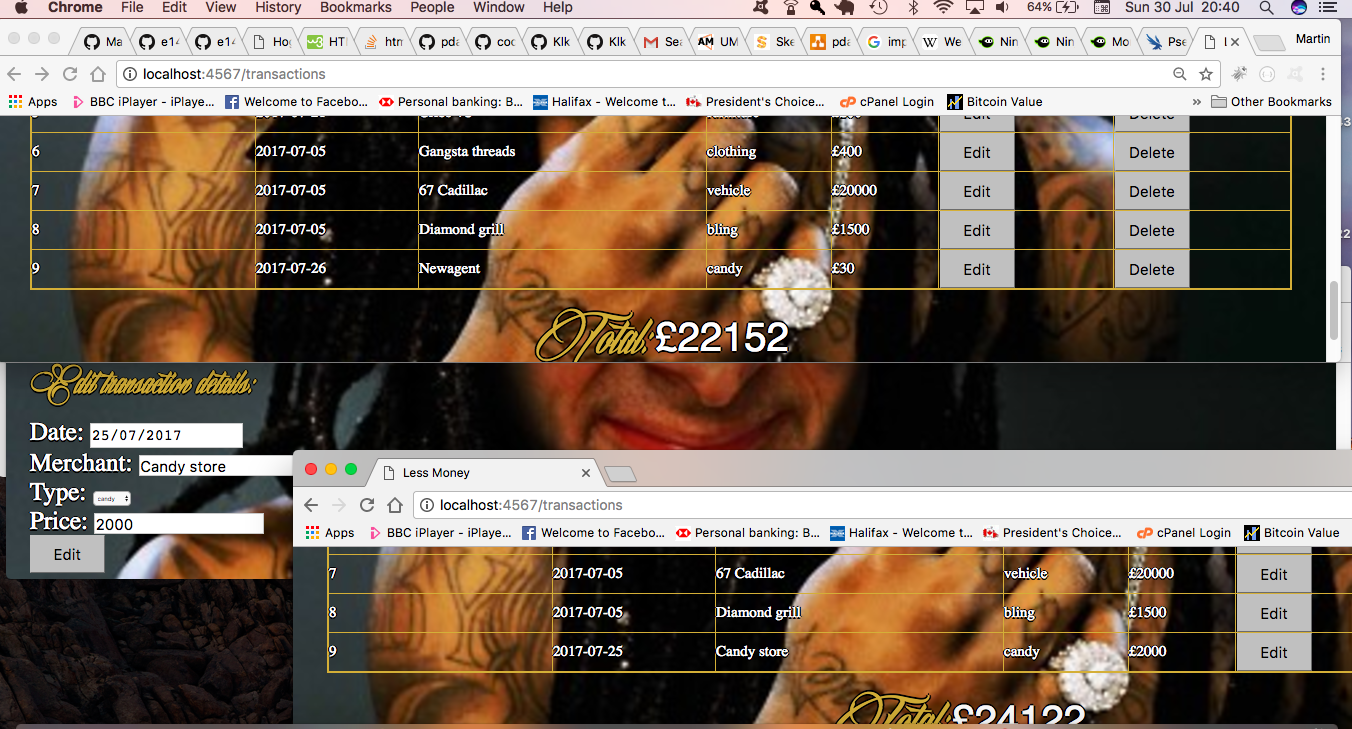 Chrome File Edit View History Bookmarks People Window Help 64% Sun 30 Jul 20:40
Ma e14 e14 Hog HTI htm pda coc Klk Klk Sea UM Ske pda imp We Nin Nin Mo Pse Martin
localhost:4567/transactions
Apps BBC iPlayer - iPlaye... Welcome to Facebo... Personal banking: B... Halifax - Welcome t... President's Choice... cPanel Login Bitcoin Value » Other Bookmarks
Edit Delete
6 2017-07-05 Gangsta threads clothing £400 Edit Delete
7 2017-07-05 67 Cadillac vehicle £20000 Edit Delete
8 2017-07-05 Diamond grill bling £1500 Edit Delete
9 2017-07-26 Newagent candy £30 Edit Delete
Total: £22152
Edit transaction details:
Date: 25/07/2017
Merchant: Candy store
Type: candy
Price: 2000
Edit
Less Money
localhost:4567/transactions
Apps BBC iPlayer - iPlaye... Welcome to Facebo... Personal banking: B... Halifax - Welcome t... President's Choice... cPanel Login Bitcoin Value
7 2017-07-05 67 Cadillac vehicle £20000 Edit
8 2017-07-05 Diamond grill bling £1500 Edit
9 2017-07-25 Candy store candy £2000 Edit
Total: £24122